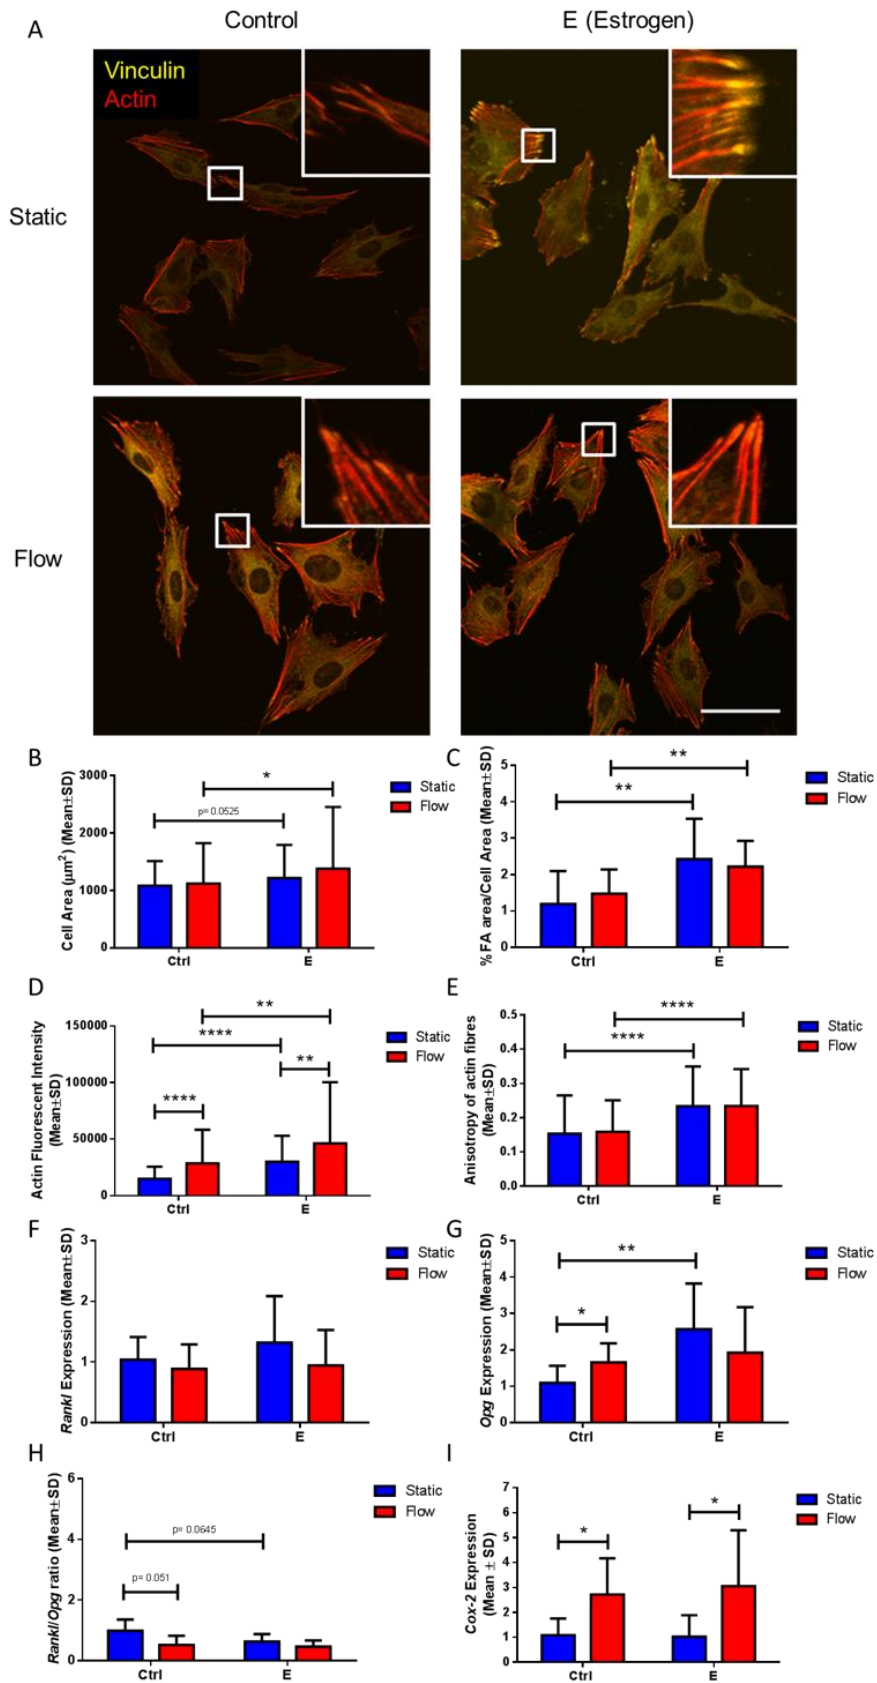 A
Control
E (Estrogen)
Vinculin
Actin
Static
Flow
B
Cell Area (µm²) (Mean±SD)
3000
2000
1000
0
*
p= 0.0525
Static
Flow
Ctrl
E
C
% FA area/Cell Area (Mean±SD)
5
4
3
2
1
0
**
**
Static
Flow
Ctrl
E
D
Actin Fluorescent Intensity
(Mean±SD)
150000
100000
50000
0
**
****
**
****
Static
Flow
Ctrl
E
E
Anisotropy of actin fibres
(Mean±SD)
0.5
0.4
0.3
0.2
0.1
0.0
****
****
Static
Flow
Ctrl
E
F
Rankl Expression (Mean±SD)
3
2
1
0
Static
Flow
Ctrl
E
G
Opg Expression (Mean±SD)
5
4
3
2
1
0
**
*
Static
Flow
Ctrl
E
H
Rankl/Opg ratio (Mean±SD)
6
4
2
0
p= 0.0645
p= 0.051
Static
Flow
Ctrl
E
I
Cox-2 Expression
(Mean ± SD)
7
6
5
4
3
2
1
0
*
*
Static
Flow
Ctrl
E